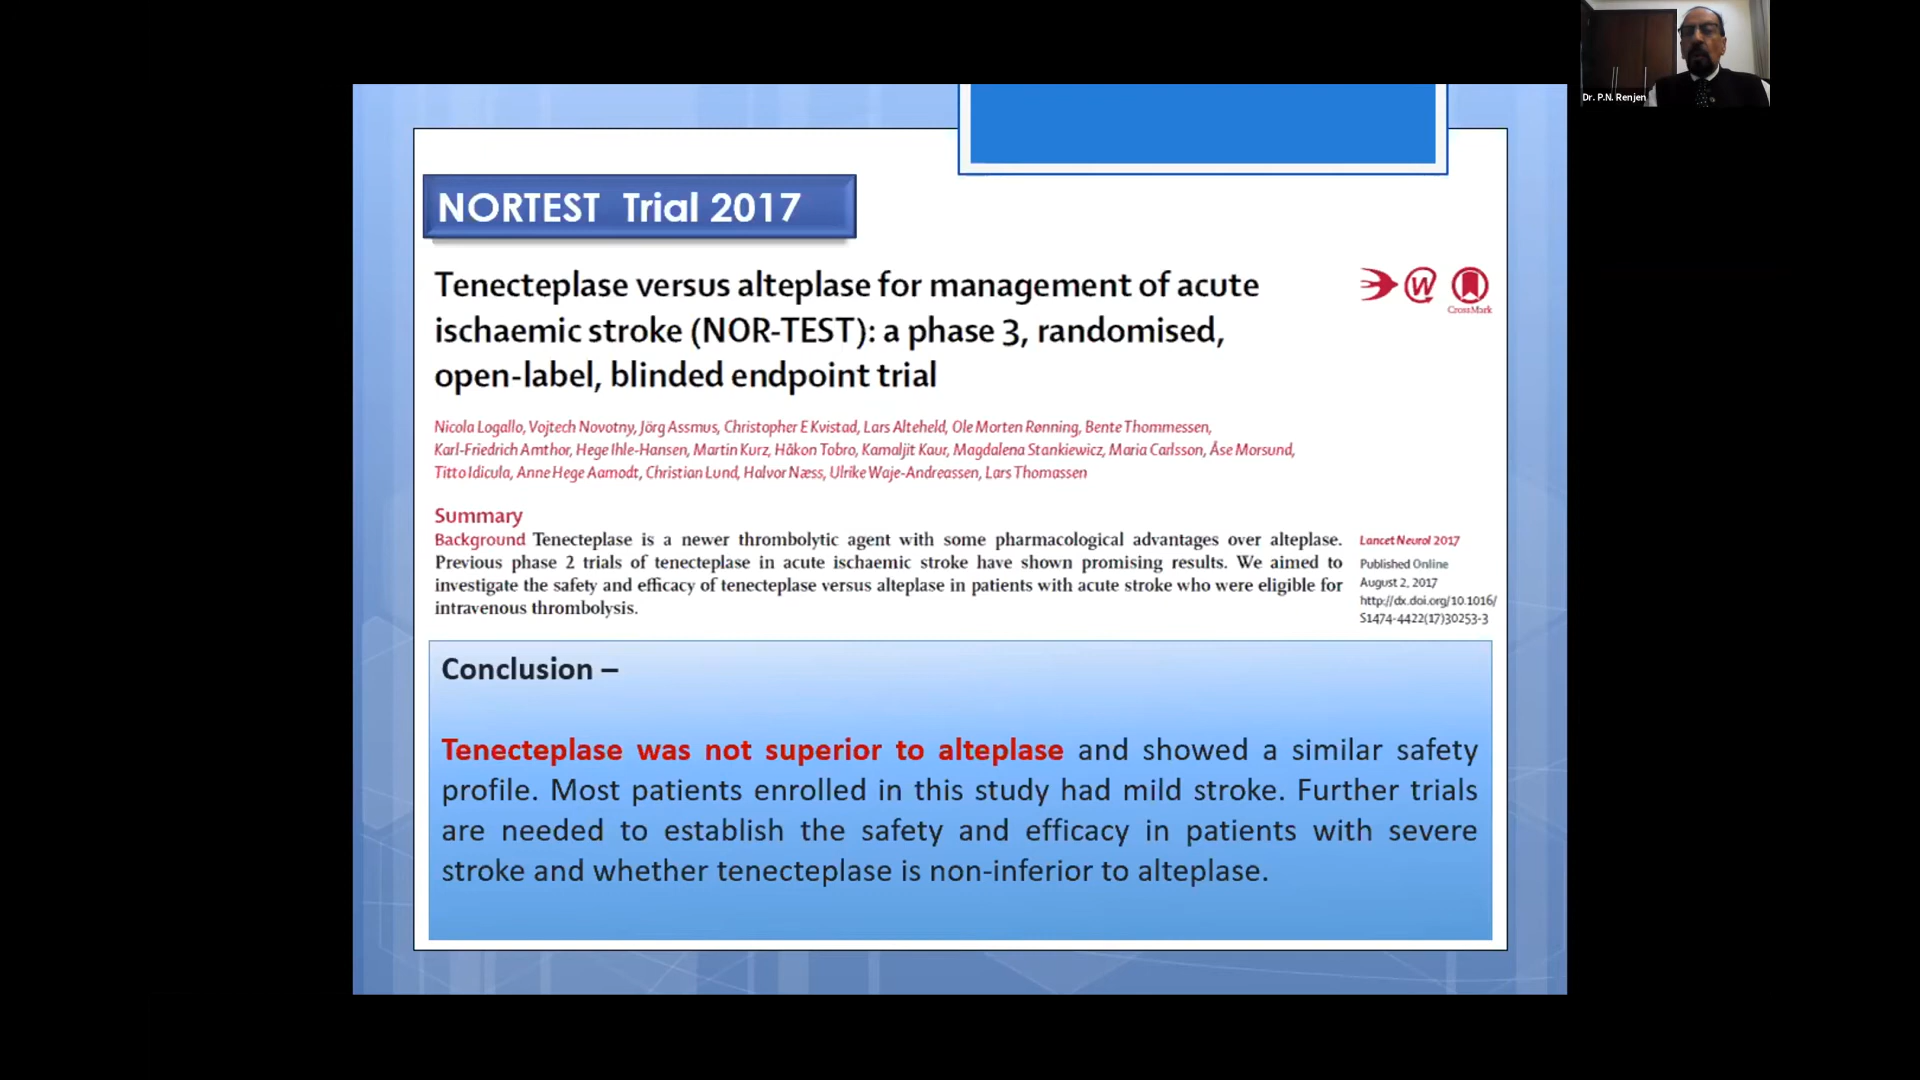 Dr. P.N. Renjen
NORTEST Trial 2017
Tenecteplase versus alteplase for management of acute
ischaemic stroke (NOR-TEST): a phase 3, randomised,
open-label, blinded endpoint trial
W
CrossMark
Nicola Logallo, Vojtech Novotny, Jörg Assmus, Christopher E Kvistad, Lars Alteheld, Ole Morten Rønning, Bente Thommessen,
Karl-Friedrich Amthor, Hege Ihle-Hansen, Martin Kurz, Håkon Tobro, Kamaljit Kaur, Magdalena Stankiewicz, Maria Carlsson, Åse Morsund,
Titto Idicula, Anne Hege Aamodt, Christian Lund, Halvor Næss, Ulrike Waje-Andreassen, Lars Thomassen
Summary
Background Tenecteplase is a newer thrombolytic agent with some pharmacological advantages over alteplase.
Previous phase 2 trials of tenecteplase in acute ischaemic stroke have shown promising results. We aimed to
investigate the safety and efficacy of tenecteplase versus alteplase in patients with acute stroke who were eligible for
intravenous thrombolysis.
Lancet Neurol 2017
Published Online
August 2, 2017
http://dx.doi.org/10.1016/
S1474-4422(17)30253-3
Conclusion –
Tenecteplase was not superior to alteplase and showed a similar safety
profile. Most patients enrolled in this study had mild stroke. Further trials
are needed to establish the safety and efficacy in patients with severe
stroke and whether tenecteplase is non-inferior to alteplase.